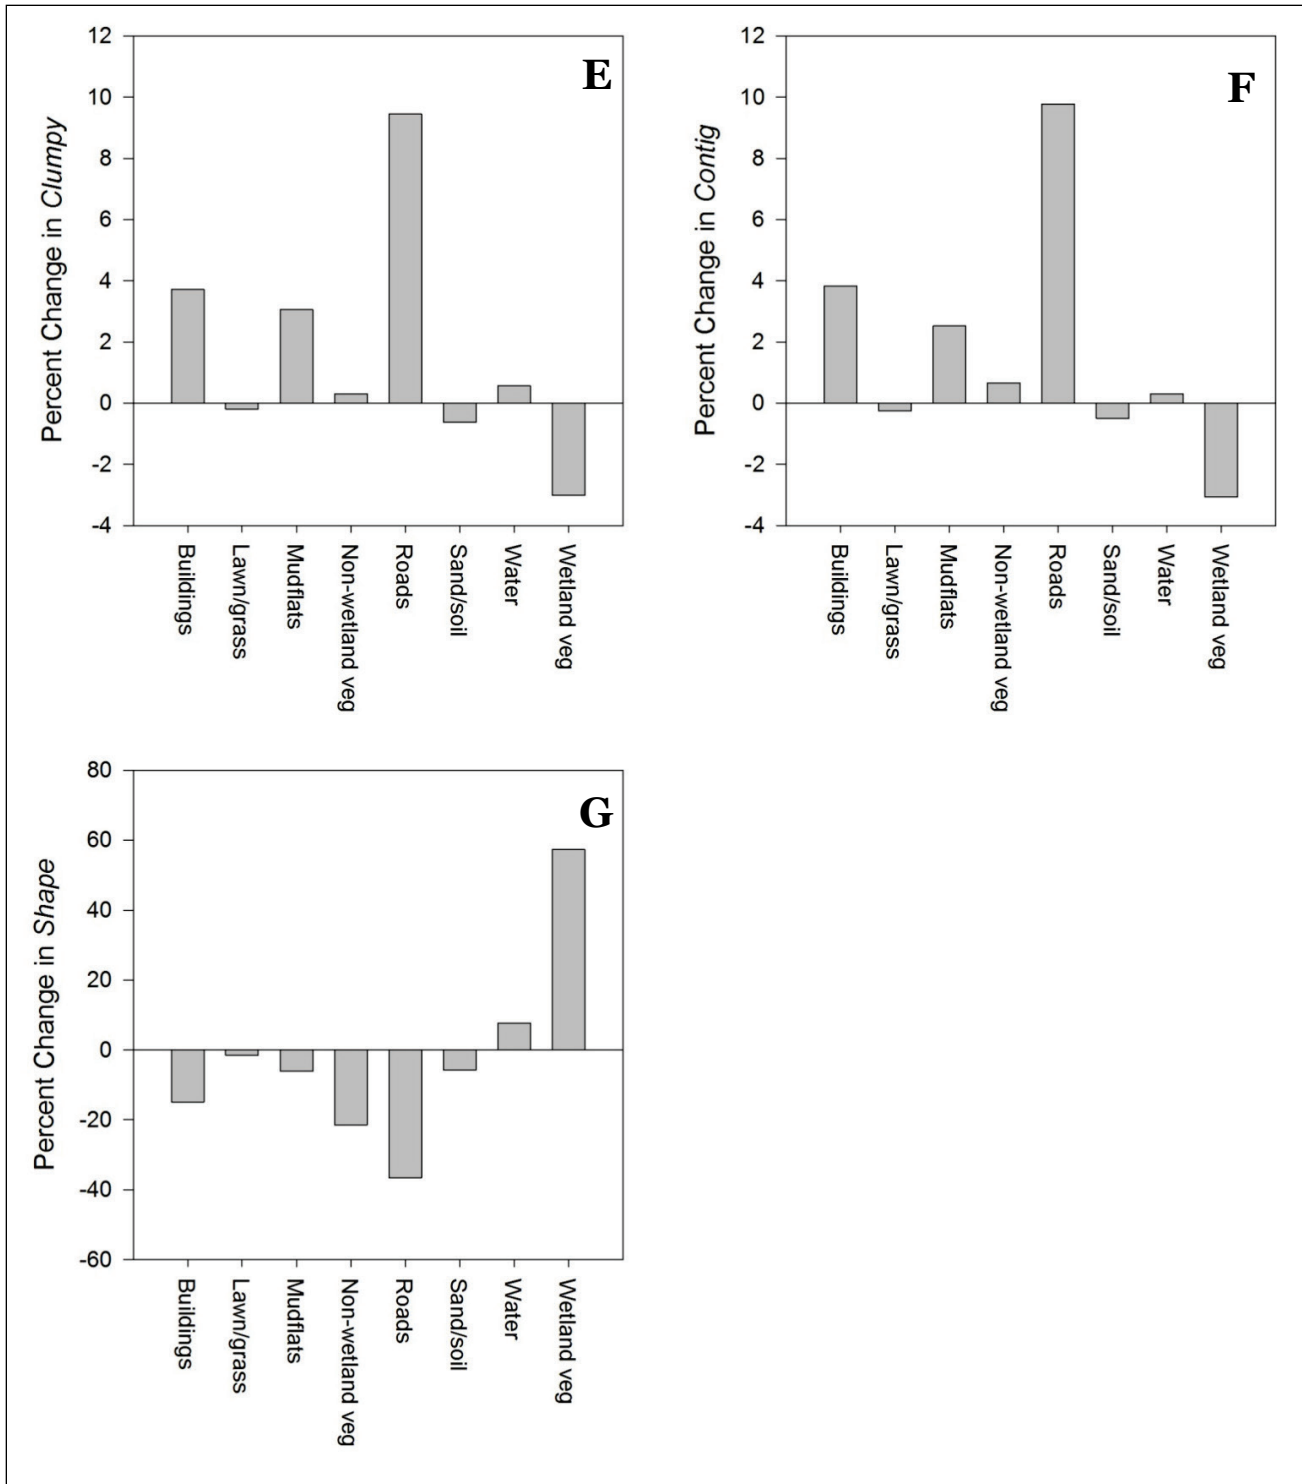 E
Percent Change in Clumpy
12
10
8
6
4
2
0
-2
-4
Buildings
Lawn/grass
Mudflats
Non-wetland veg
Roads
Sand/soil
Water
Wetland veg
F
Percent Change in Contig
12
10
8
6
4
2
0
-2
-4
Buildings
Lawn/grass
Mudflats
Non-wetland veg
Roads
Sand/soil
Water
Wetland veg
G
Percent Change in Shape
80
60
40
20
0
-20
-40
-60
Buildings
Lawn/grass
Mudflats
Non-wetland veg
Roads
Sand/soil
Water
Wetland veg